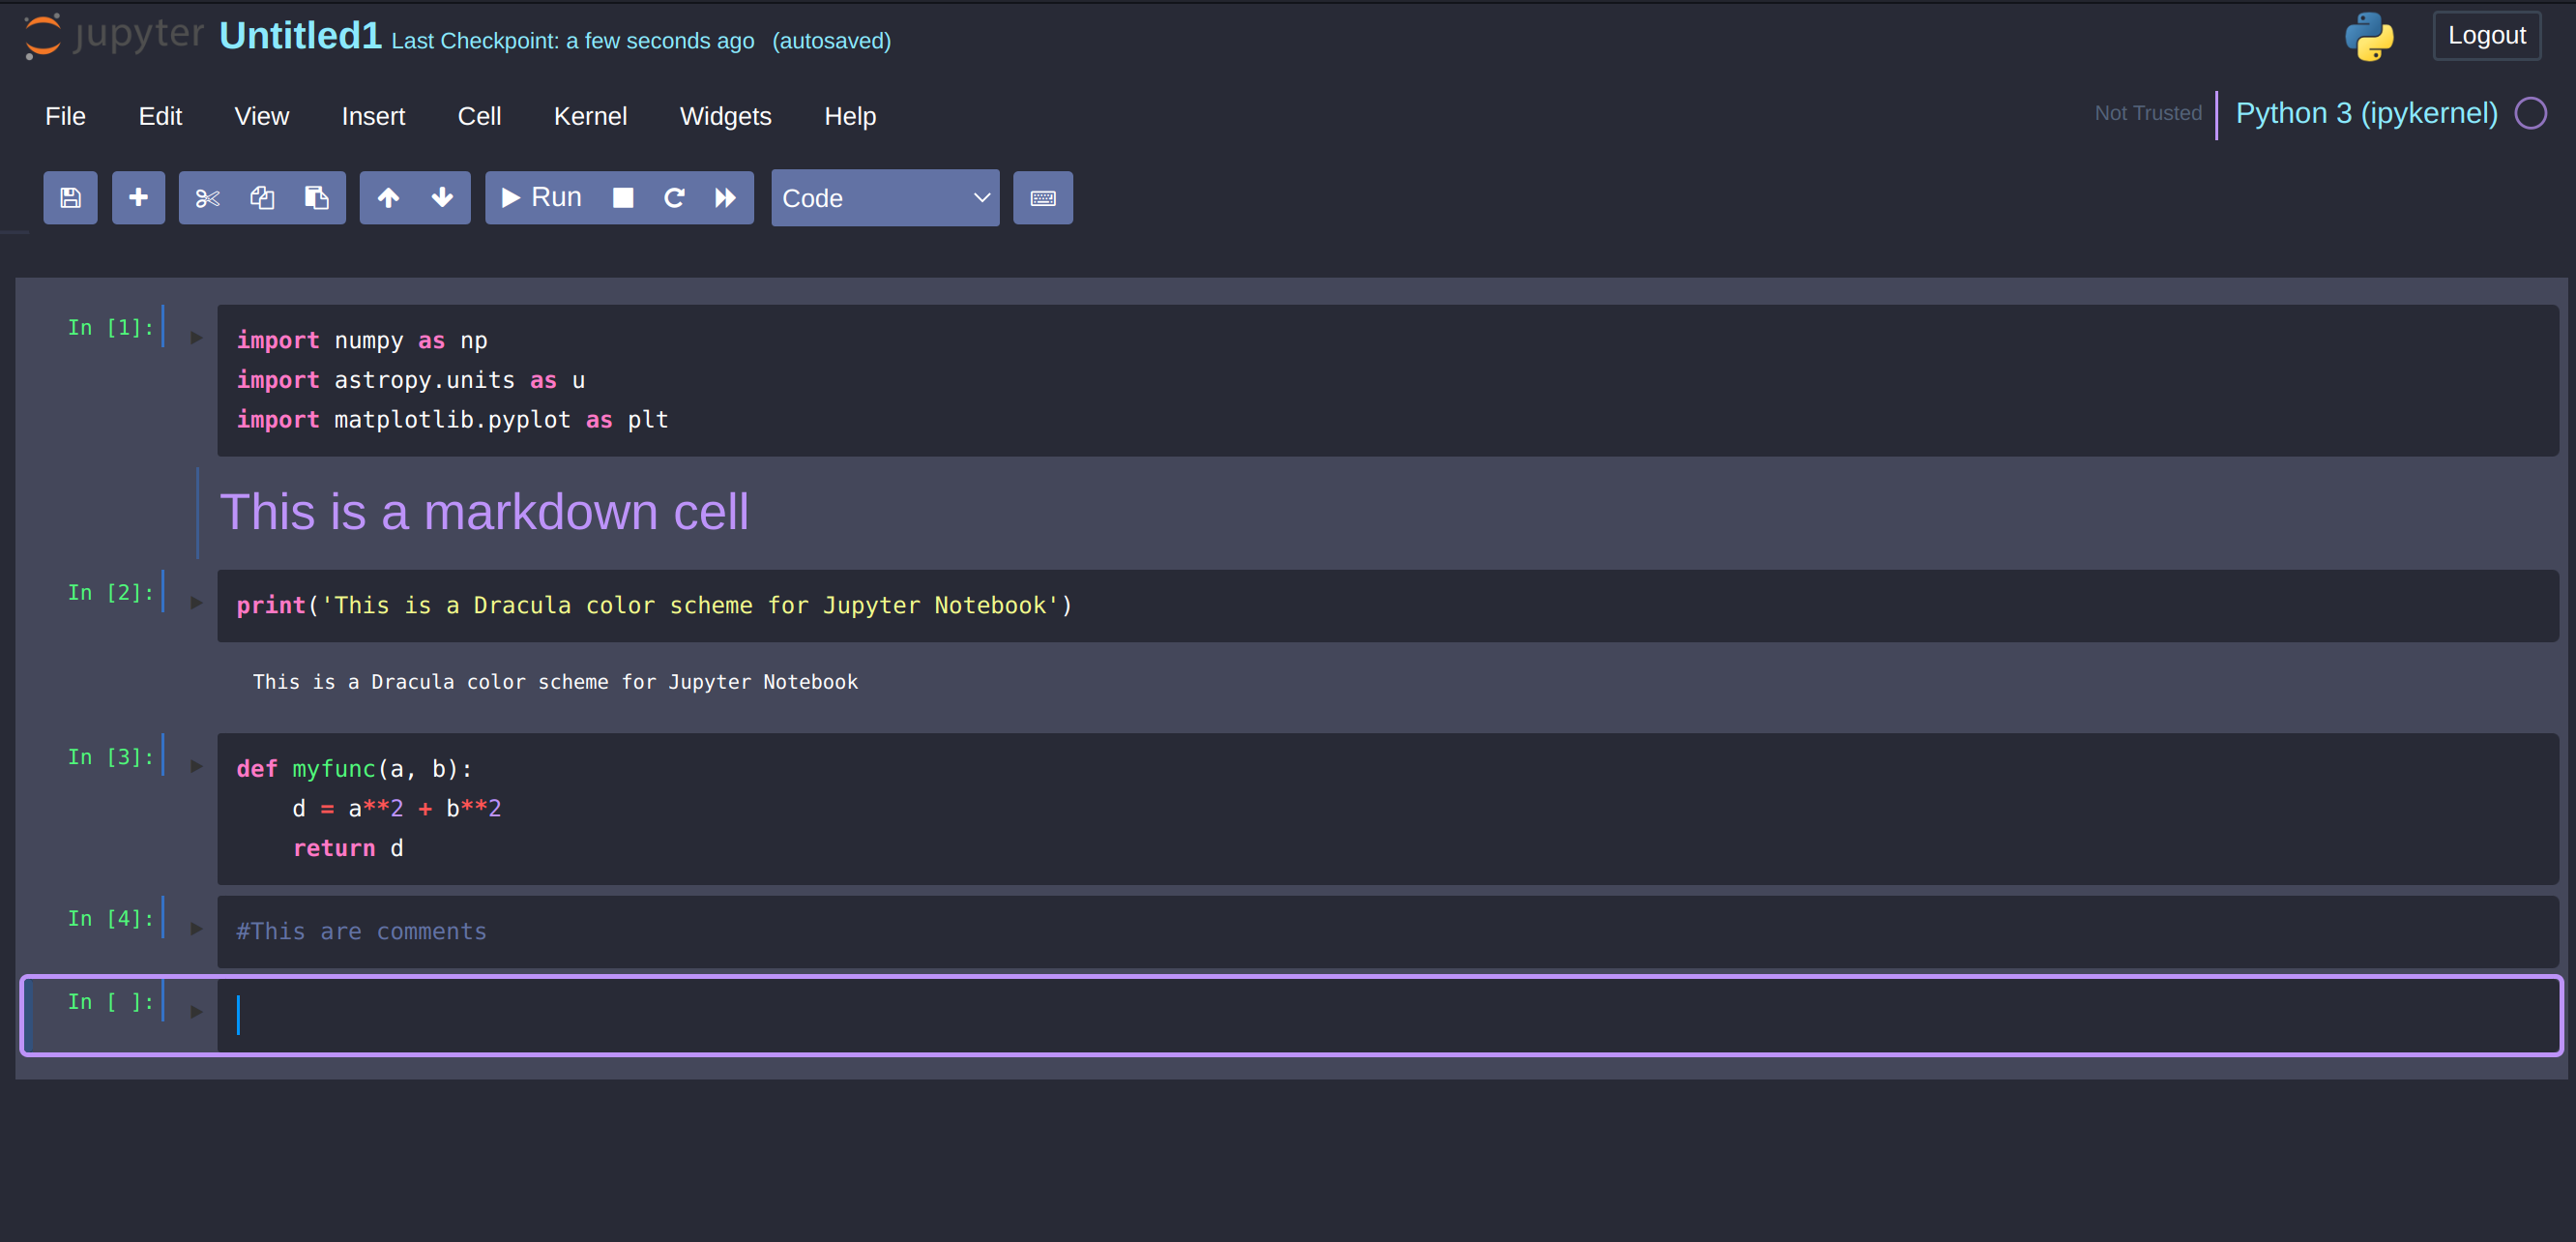 jupyter Untitled1 Last Checkpoint: a few seconds ago (autosaved) Logout
File Edit View Insert Cell Kernel Widgets Help Not Trusted Python 3 (ipykernel)
Run Code
In [1]: import numpy as np
import astropy.units as u
import matplotlib.pyplot as plt
This is a markdown cell
In [2]: print('This is a Dracula color scheme for Jupyter Notebook')
This is a Dracula color scheme for Jupyter Notebook
In [3]: def myfunc(a, b):
    d = a**2 + b**2
    return d
In [4]: #This are comments
In [ ]: